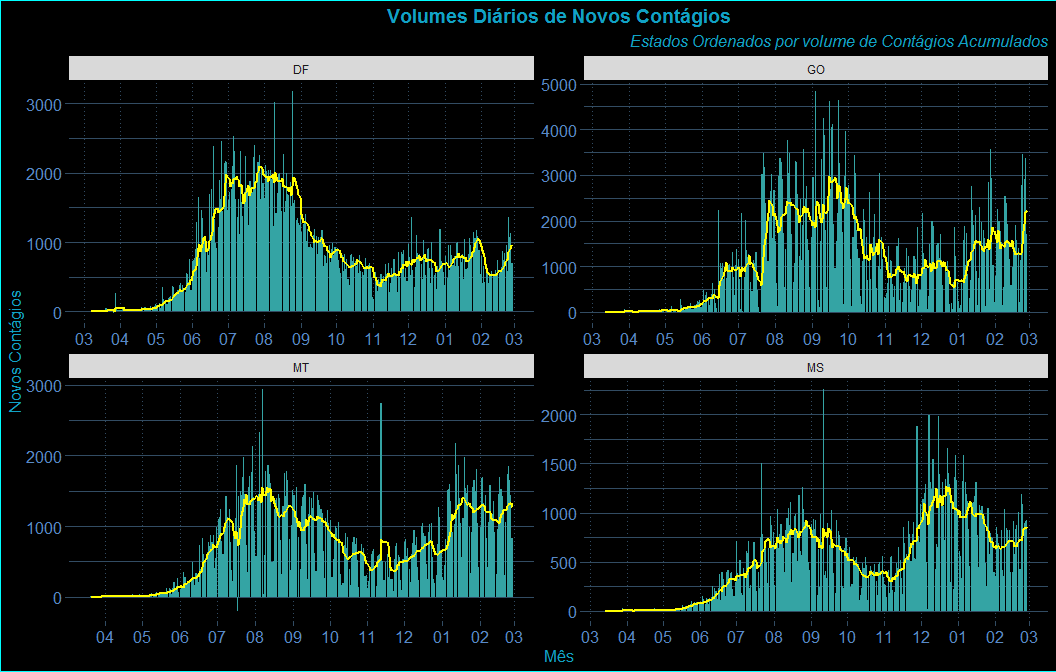 Volumes Diários de Novos Contágios
Estados Ordenados por volume de Contágios Acumulados
DF
GO
3000
2000
1000
0
03 04 05 06 07 08 09 10 11 12 01 02 03
5000
4000
3000
2000
1000
0
03 04 05 06 07 08 09 10 11 12 01 02 03
Novos Contágios
MT
MS
3000
2000
1000
0
04 05 06 07 08 09 10 11 12 01 02 03
2000
1500
1000
500
0
03 04 05 06 07 08 09 10 11 12 01 02 03
Mês